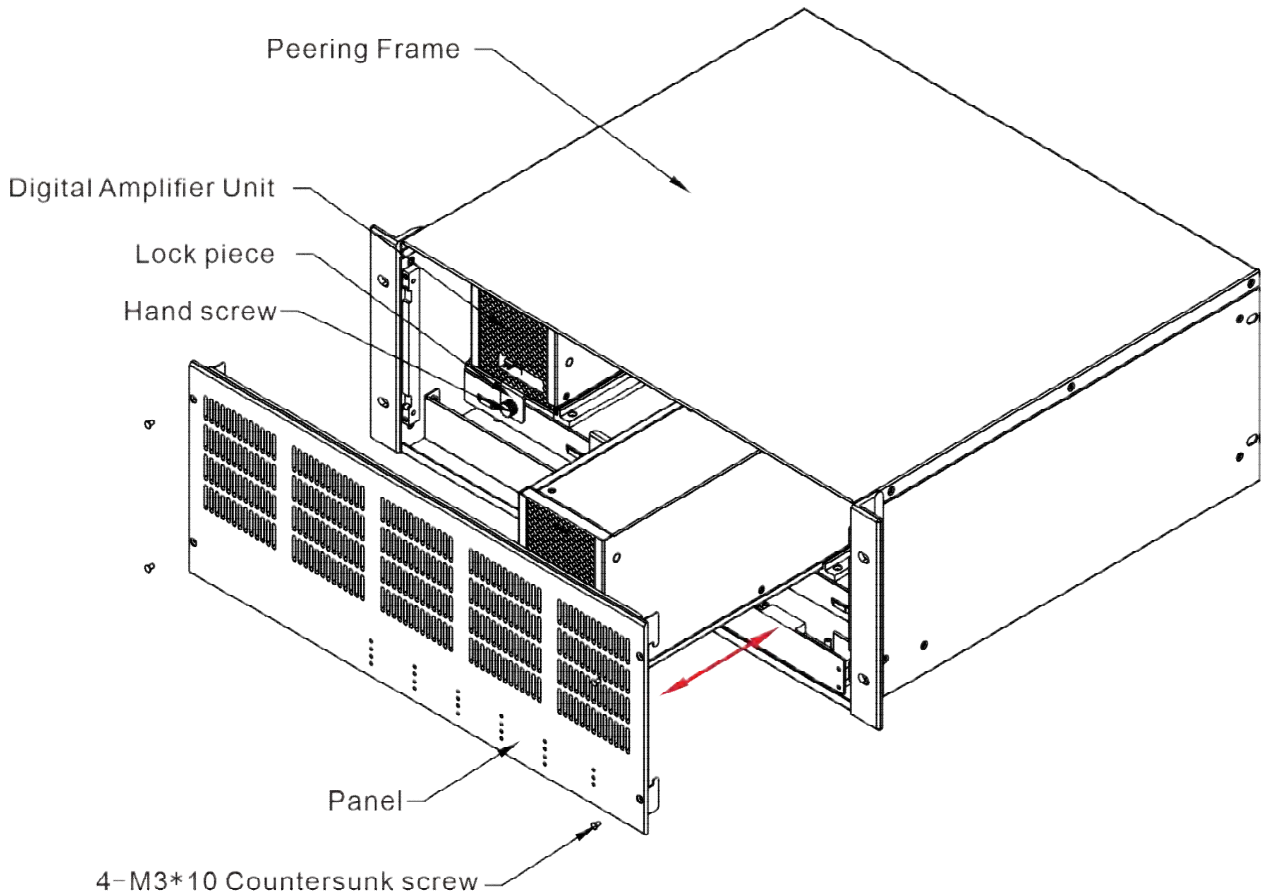 Peering Frame
Digital Amplifier Unit
Lock piece
Hand screw
Panel
4-M3*10 Countersunk screw